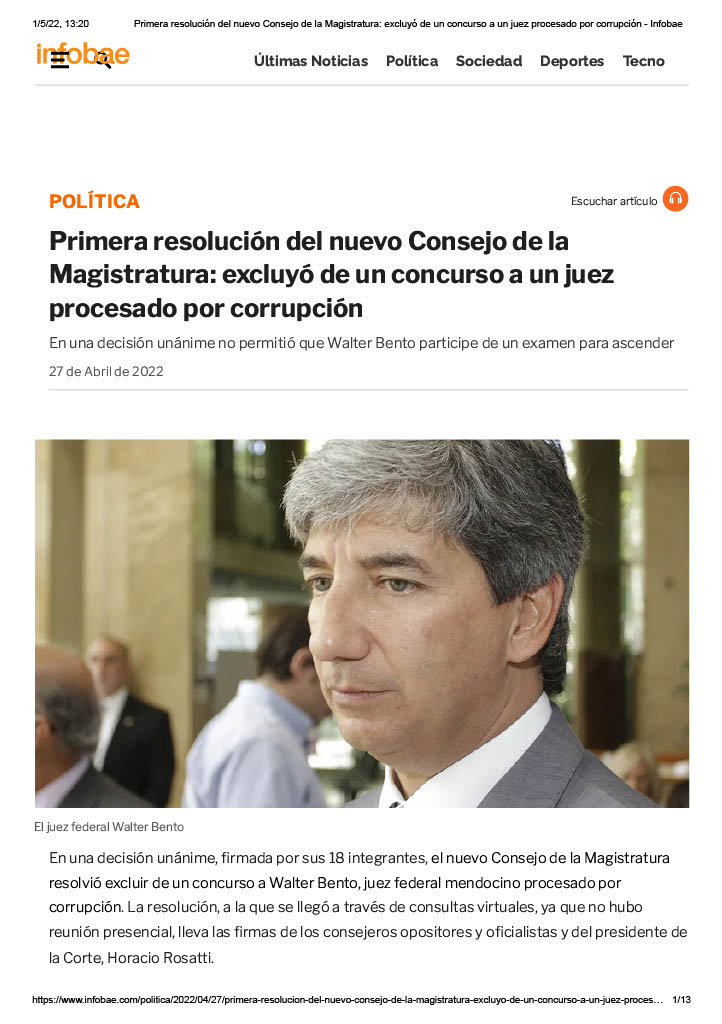 1/5/22, 13:20 Primera resolución del nuevo Consejo de la Magistratura: excluyó de un concurso a un juez procesado por corrupción - Infobae
infobae
Últimas Noticias Política Sociedad Deportes Tecno
POLÍTICA
Escuchar artículo
Primera resolución del nuevo Consejo de la
Magistratura: excluyó de un concurso a un juez
procesado por corrupción
En una decisión unánime no permitió que Walter Bento participe de un examen para ascender
27 de Abril de 2022
El juez federal Walter Bento
En una decisión unánime, firmada por sus 18 integrantes, el nuevo Consejo de la Magistratura
resolvió excluir de un concurso a Walter Bento, juez federal mendocino procesado por
corrupción. La resolución, a la que se llegó a través de consultas virtuales, ya que no hubo
reunión presencial, lleva las firmas de los consejeros opositores y oficialistas y del presidente de
la Corte, Horacio Rosatti.
https://www.infobae.com/politica/2022/04/27/primera-resolucion-del-nuevo-consejo-de-la-magistratura-excluyo-de-un-concurso-a-un-juez-proces… 1/13